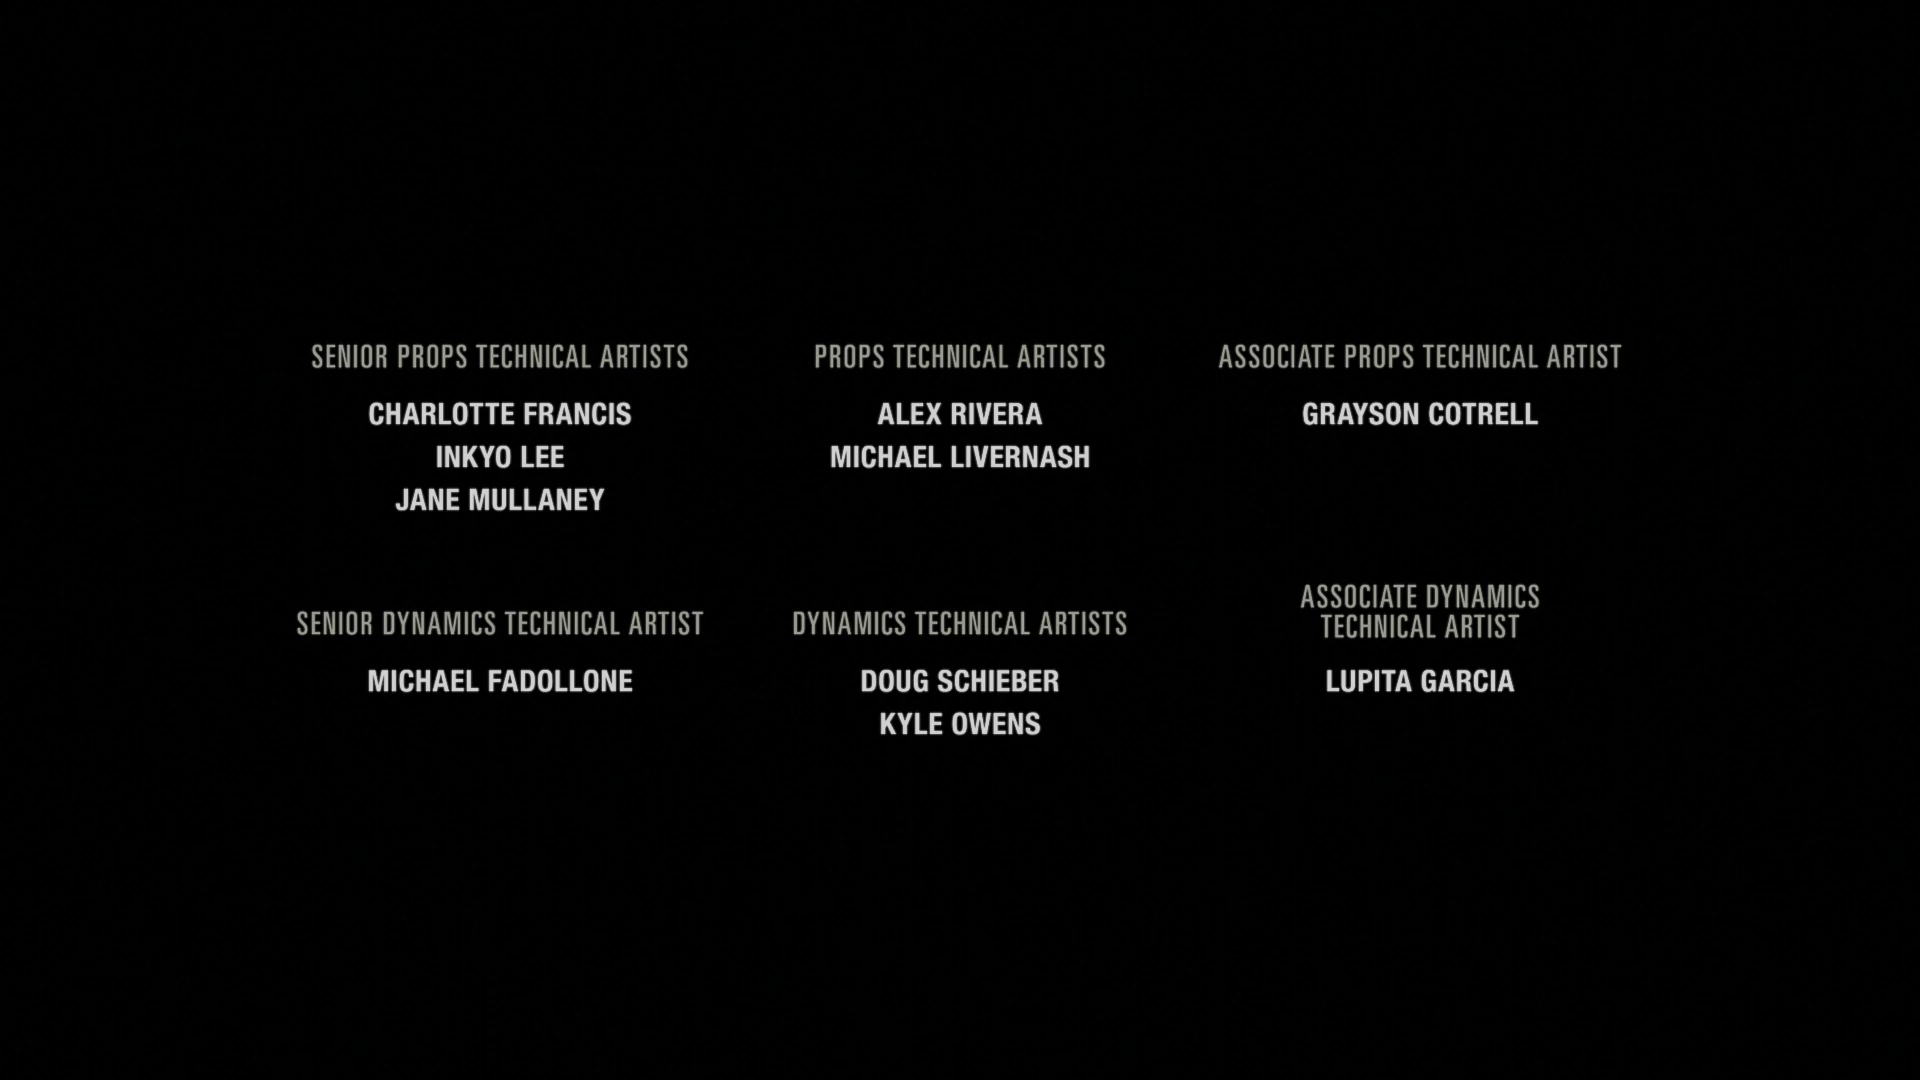 SENIOR PROPS TECHNICAL ARTISTS
CHARLOTTE FRANCIS
INKYO LEE
JANE MULLANEY
PROPS TECHNICAL ARTISTS
ALEX RIVERA
MICHAEL LIVERNASH
ASSOCIATE PROPS TECHNICAL ARTIST
GRAYSON COTRELL
SENIOR DYNAMICS TECHNICAL ARTIST
MICHAEL FADOLLONE
DYNAMICS TECHNICAL ARTISTS
DOUG SCHIEBER
KYLE OWENS
ASSOCIATE DYNAMICS
TECHNICAL ARTIST
LUPITA GARCIA